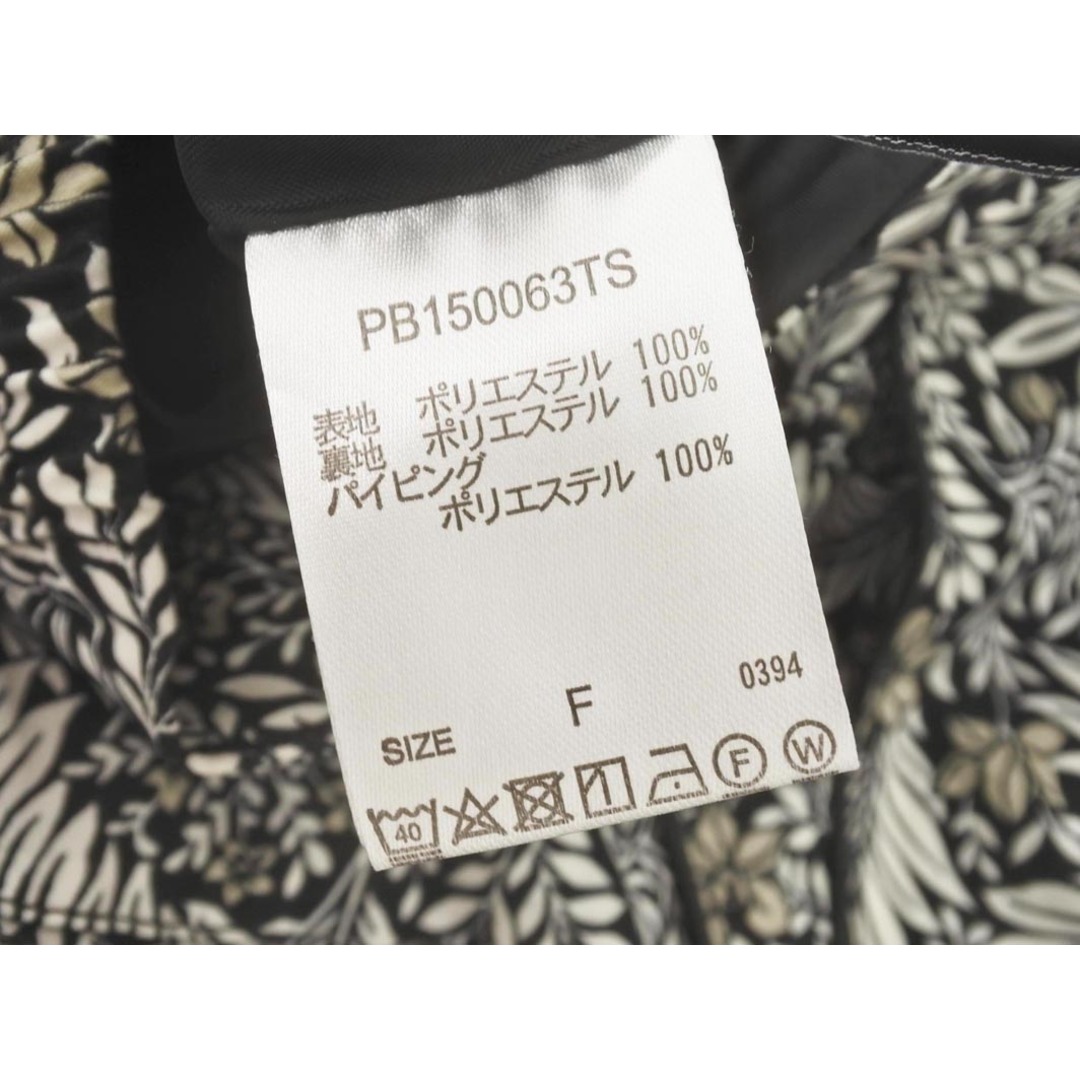 PB150063TS
表地 ポリエステル 100%
裏地 ポリエステル 100%
パイピング
ポリエステル 100%
0394
SIZE F
40 F W